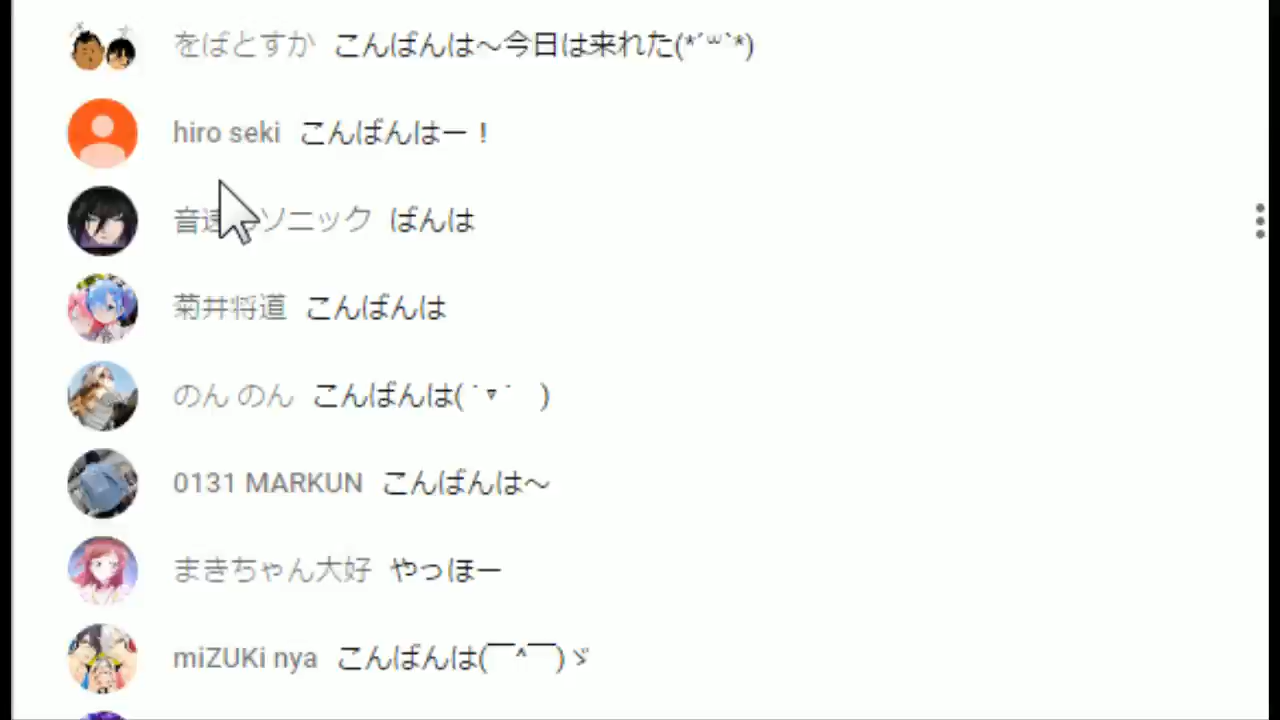 をばとすか こんばんは～今日は来れた(*´꒳`*)
hiro seki こんばんはー！
音速 ソニック ばんは
菊井将道 こんばんは
のん のん こんばんは( ˙▿˙ )
0131 MARKUN こんばんは～
まきちゃん大好 やっほー
miZUKi nya こんばんは(￣^￣)ゞ